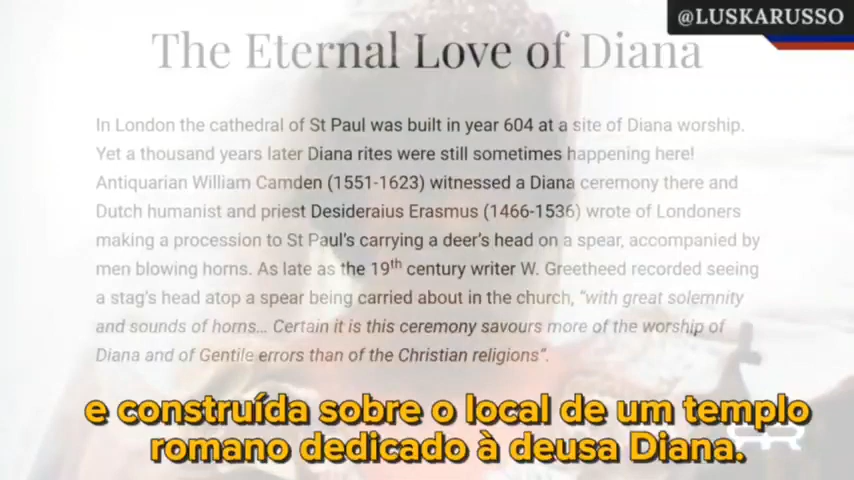 @LUSKARUSSO
The Eternal Love of Diana
In London the cathedral of St Paul was built in year 604 at a site of Diana worship.
Yet a thousand years later Diana rites were still sometimes happening here!
Antiquarian William Camden (1551-1623) witnessed a Diana ceremony there and
Dutch humanist and priest Desideraius Erasmus (1466-1536) wrote of Londoners
making a procession to St Paul's carrying a deer's head on a spear, accompanied by
men blowing horns. As late as the 19th century writer W. Greetheed recorded seeing
a stag's head atop a spear being carried about in the church, "with great solemnity
and sounds of horns... Certain it is this ceremony savours more of the worship of
Diana and of Gentile errors than of the Christian religions".
e construída sobre o local de um templo
romano dedicado à deusa Diana.